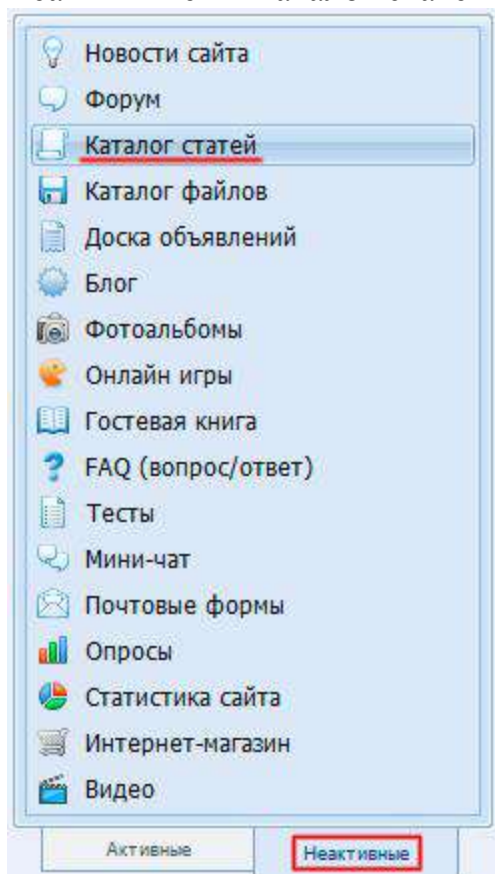 Новости сайта
Форум
Каталог статей
Каталог файлов
Доска объявлений
Блог
Фотоальбомы
Онлайн игры
Гостевая книга
FAQ (вопрос/ответ)
Тесты
Мини-чат
Почтовые формы
Опросы
Статистика сайта
Интернет-магазин
Видео
Активные Неактивные